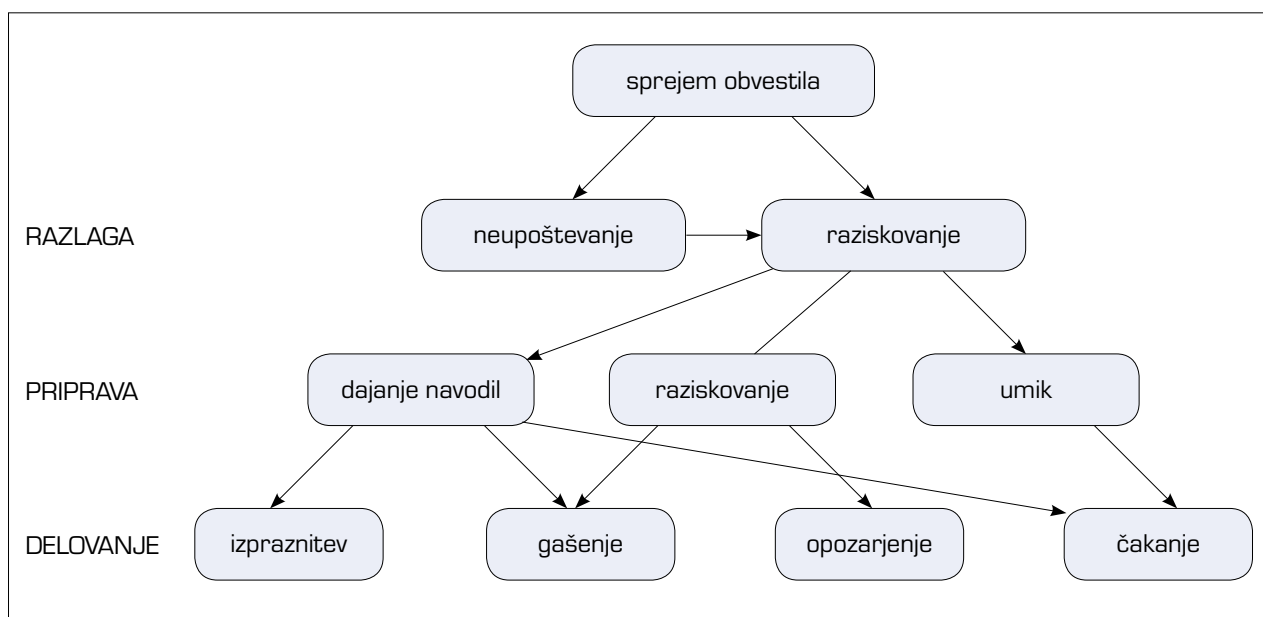 sprejem obvestila
RAZLAGA
neupoštevanje
raziskovanje
PRIPRAVA
dajanje navodil
raziskovanje
umik
DELOVANJE
izpraznitev
gašenje
opozarjenje
čakanje